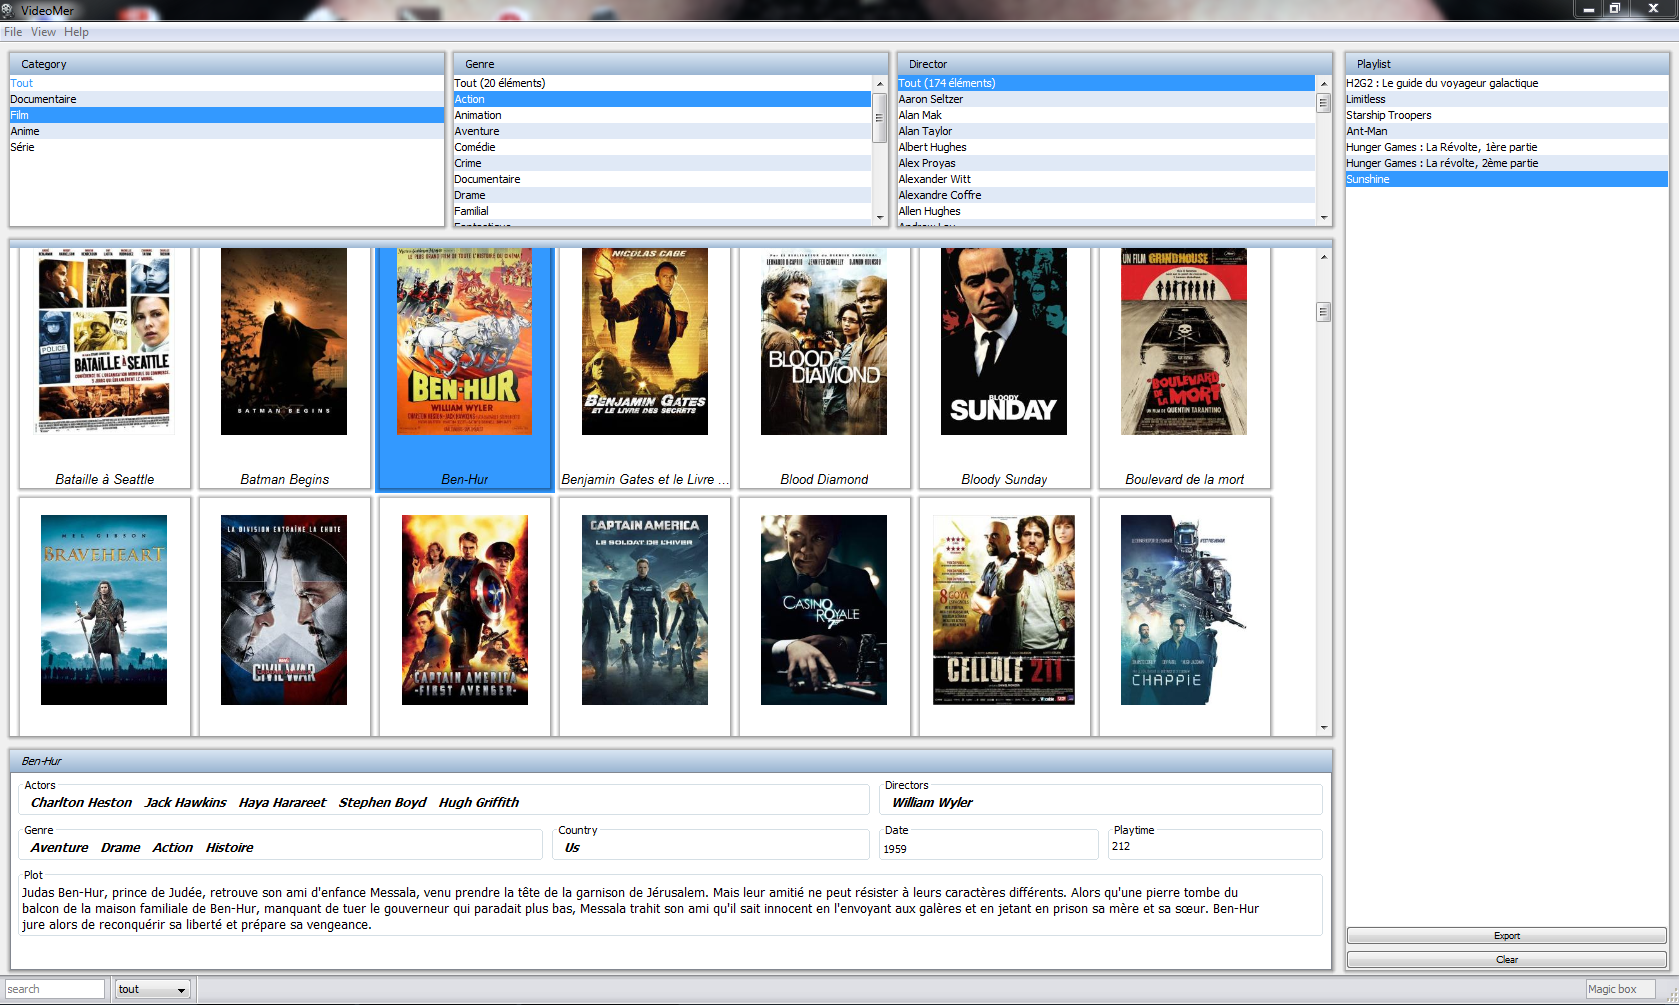 VideoMer
File View Help
Category
Tout
Documentaire
Film
Anime
Série
Genre
Tout (20 éléments)
Action
Animation
Aventure
Comédie
Crime
Documentaire
Drame
Familial
Fantastique
Director
Tout (174 éléments)
Aaron Seltzer
Alan Mak
Alan Taylor
Albert Hughes
Alex Proyas
Alexander Witt
Alexandre Coffre
Allen Hughes
Andrew Lau
Playlist
H2G2 : Le guide du voyageur galactique
Limitless
Starship Troopers
Ant-Man
Hunger Games : La Révolte, 1ère partie
Hunger Games : La révolte, 2ème partie
Sunshine
POLICE
WTO
BATAILLE À SEATTLE
Bataille à Seattle
BATMAN BEGINS
Batman Begins
BEN-HUR
WILLIAM WYLER
Ben-Hur
NICOLAS CAGE
BENJAMIN GATES
ET LE LIVRE DES SECRETS
Benjamin Gates et le Livre ...
LEONARDO DICAPRIO JENNIFER CONNELLY DJIMON HOUNSOU
BLOOD
DIAMOND
Blood Diamond
BLOODY
SUNDAY
Bloody Sunday
UN FILM GRINDHOUSE
BOULEVARD
DE LA MORT
UN FILM DE QUENTIN TARANTINO
Boulevard de la mort
MEL GIBSON
BRAVEHEART
LA DIVISION ENTRAÎNE LA CHUTE
CIVIL WAR
CAPTAIN AMERICA
-FIRST AVENGER-
CAPTAIN AMERICA
LE SOLDAT DE L'HIVER
CASINO
ROYALE
8 GOYA
CELLULE 211
CHAPPIE
Ben-Hur
Actors
Charlton Heston Jack Hawkins Haya Harareet Stephen Boyd Hugh Griffith
Directors
William Wyler
Genre
Aventure Drame Action Histoire
Country
Us
Date
1959
Playtime
212
Plot
Judas Ben-Hur, prince de Judée, retrouve son ami d'enfance Messala, venu prendre la tête de la garnison de Jérusalem. Mais leur amitié ne peut résister à leurs caractères différents. Alors qu'une pierre tombe du
balcon de la maison familiale de Ben-Hur, manquant de tuer le gouverneur qui paradait plus bas, Messala trahit son ami qu'il sait innocent en l'envoyant aux galères et en jetant en prison sa mère et sa sœur. Ben-Hur
jure alors de reconquérir sa liberté et prépare sa vengeance.
Export
Clear
search
tout
Magic box